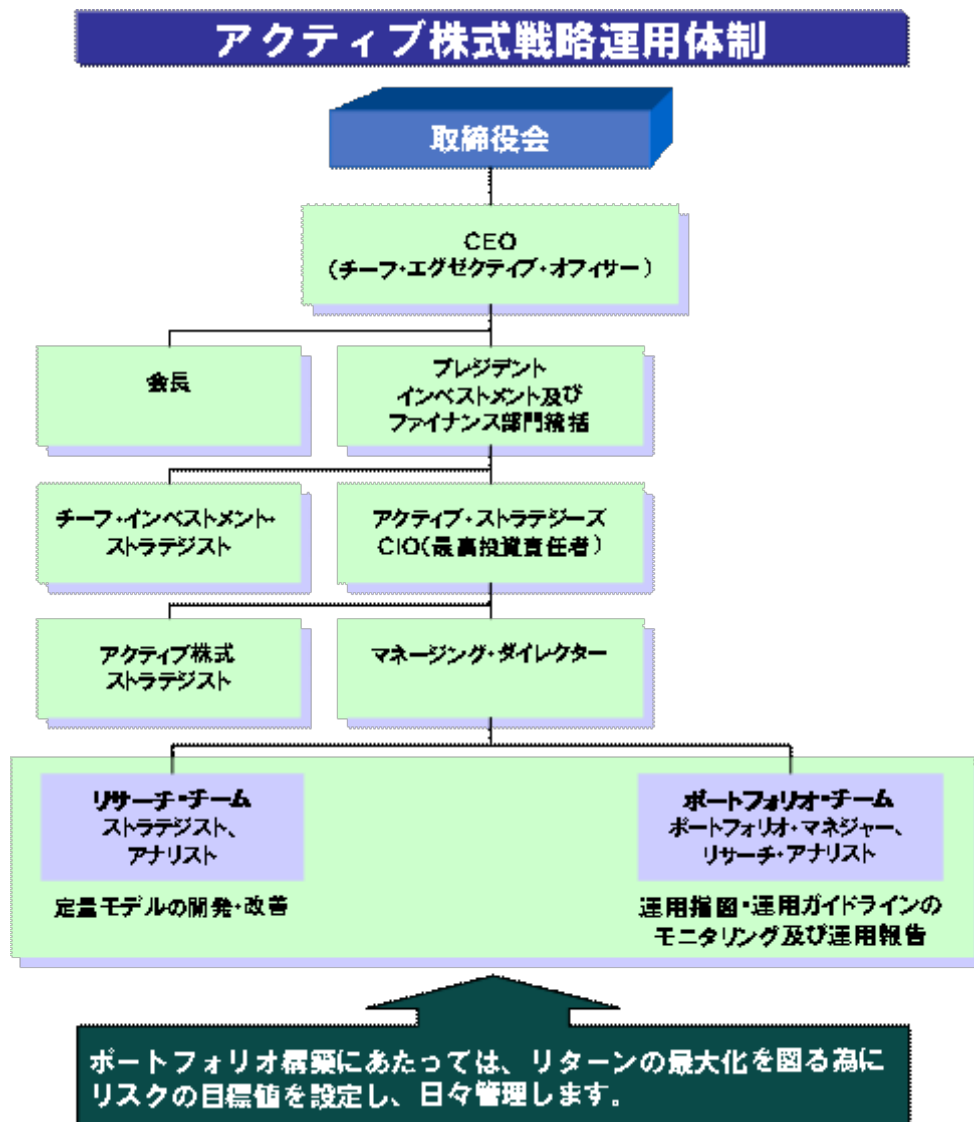 アクティブ株式戦略運用体制
取締役会
CEO
(チーフ・エグゼクティブ・オフィサー)
会長
プレジデント
インベストメント及び
ファイナンス部門統括
チーフ・インベストメント・
ストラテジスト
アクティブ・ストラテジーズ
CIO(最高投資責任者)
アクティブ株式
ストラテジスト
マネージング・ダイレクター
リサーチ・チーム
ストラテジスト、
アナリスト
定量モデルの開発・改善
ポートフォリオ・チーム
ポートフォリオ・マネジャー、
リサーチ・アナリスト
運用指図・運用ガイドラインの
モニタリング及び運用報告
ポートフォリオ構築にあたっては、リターンの最大化を図る為に
リスクの目標値を設定し、日々管理します。